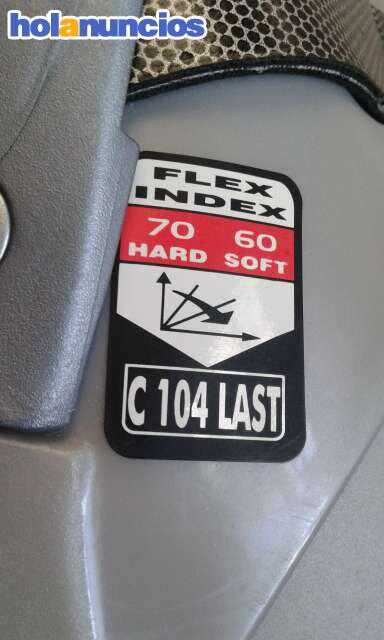 holanuncios
FLEX
INDEX
70 60
HARD SOFT
C 104 LAST